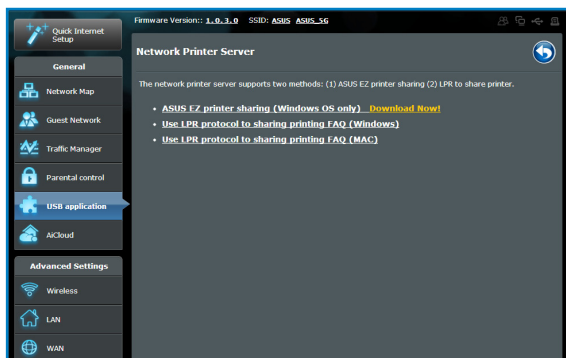 Firmware Version:: 1.0.3.0 SSID: ASUS ASUS_5G
Quick Internet
Setup
General
Network Map
Guest Network
Traffic Manager
Parental control
USB application
AiCloud
Advanced Settings
Wireless
LAN
WAN
Network Printer Server
The network printer server supports two methods: (1) ASUS EZ printer sharing (2) LPR to share printer.
ASUS EZ printer sharing (Windows OS only) Download Now!
Use LPR protocol to sharing printing FAQ (Windows)
Use LPR protocol to sharing printing FAQ (MAC)